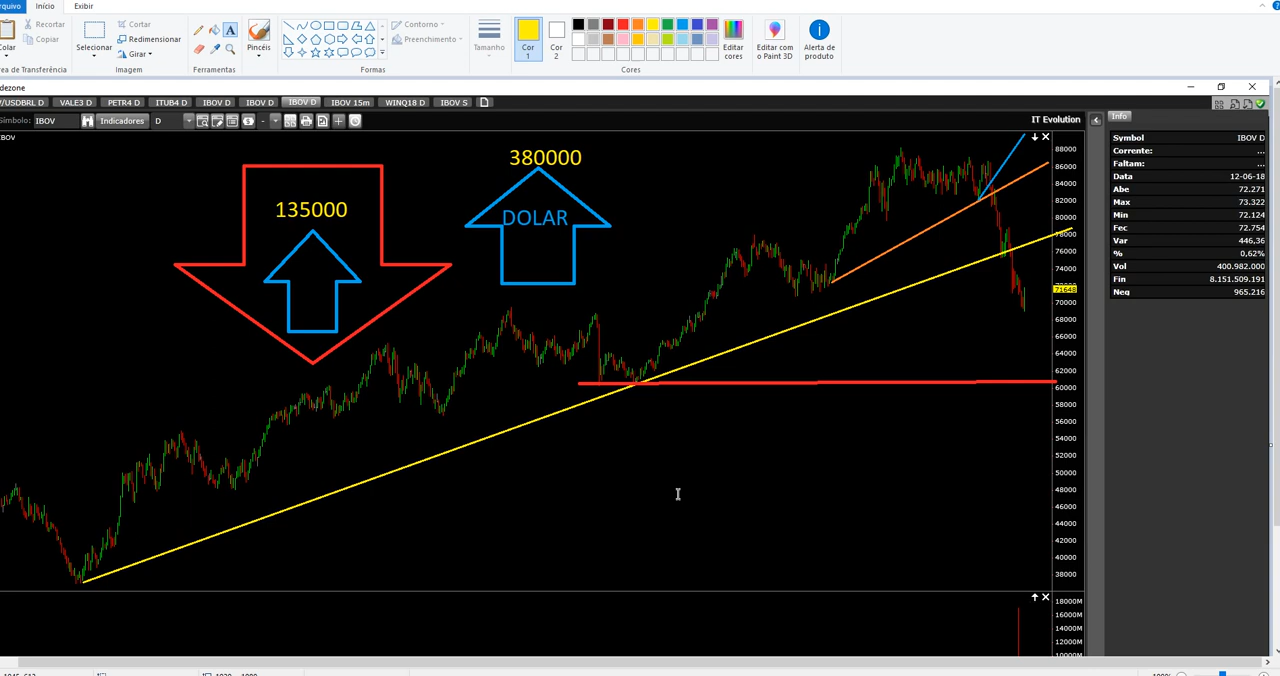 rquivo Início Exibir
Colar
Recortar
Copiar
rea de Transferência
Selecionar
Cortar
Redimensionar
Girar
Imagem
Ferramentas
Pincéis
Contorno
Preenchimento
Formas
Tamanho
Cor
1
Cor
2
Cores
Editar
cores
Editar com
o Paint 3D
Alerta de
produto
dezone
/USDBRL D VALE3 D PETR4 D ITUB4 D IBOV D IBOV D IBOV D IBOV 15m WINQ18 D IBOV S
Símbolo: IBOV Indicadores D - IT Evolution
BOV
135000
380000
DOLAR
88000
86000
84000
82000
80000
78000
76000
74000
71648
70000
68000
66000
64000
62000
60000
58000
56000
54000
52000
50000
48000
46000
44000
42000
40000
38000
18000M
16000M
14000M
12000M
10000M
Info
Symbol IBOV D
Corrente: ...
Faltam: ...
Data 12-06-18
Abe 72.271
Max 73.322
Min 72.124
Fec 72.754
Var 446,36
% 0,62%
Vol 400.982.000
Fin 8.151.509.191
Neg 965.216